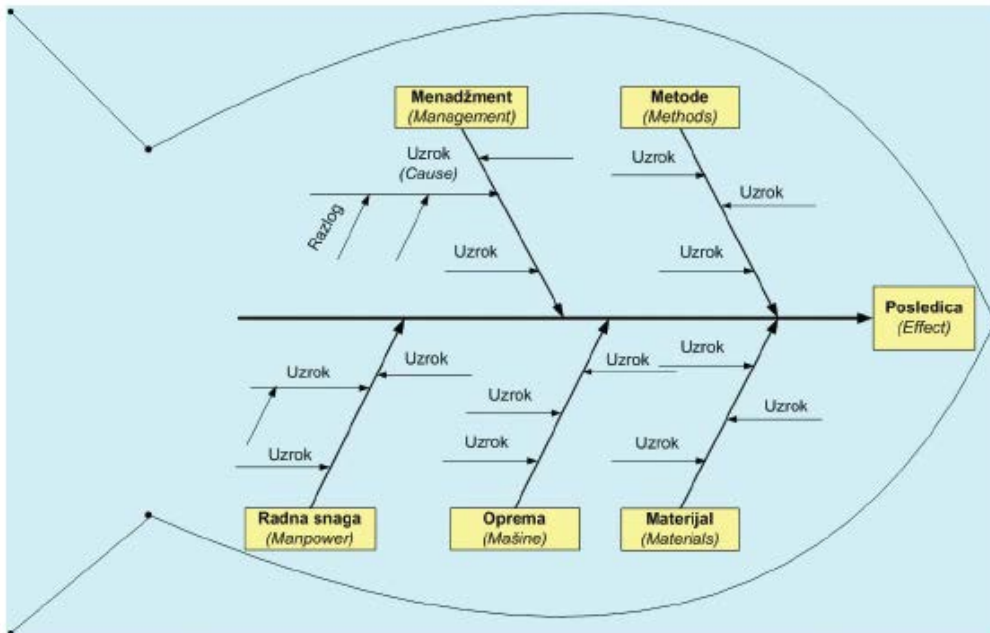 Menadžment
(Management)
Metode
(Methods)
Uzrok
(Cause)
Uzrok
Uzrok
Razlog
Uzrok
Uzrok
Posledica
(Effect)
Uzrok
Uzrok
Uzrok
Uzrok
Uzrok
Uzrok
Uzrok
Uzrok
Uzrok
Radna snaga
(Manpower)
Oprema
(Mašine)
Materijal
(Materials)